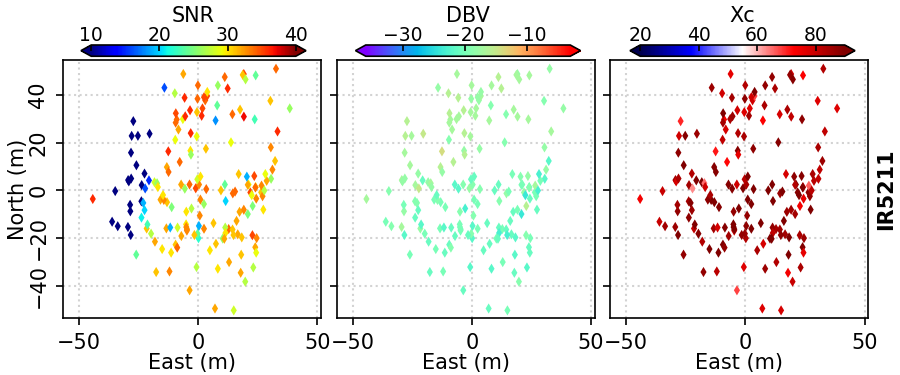 SNR DBV Xc
10 20 30 40 −30 −20 −10 20 40 60 80
North (m)
40
20
0
−20
−40
−50 0 50 −50 0 50 −50 0 50
East (m) East (m) East (m)
IR5211